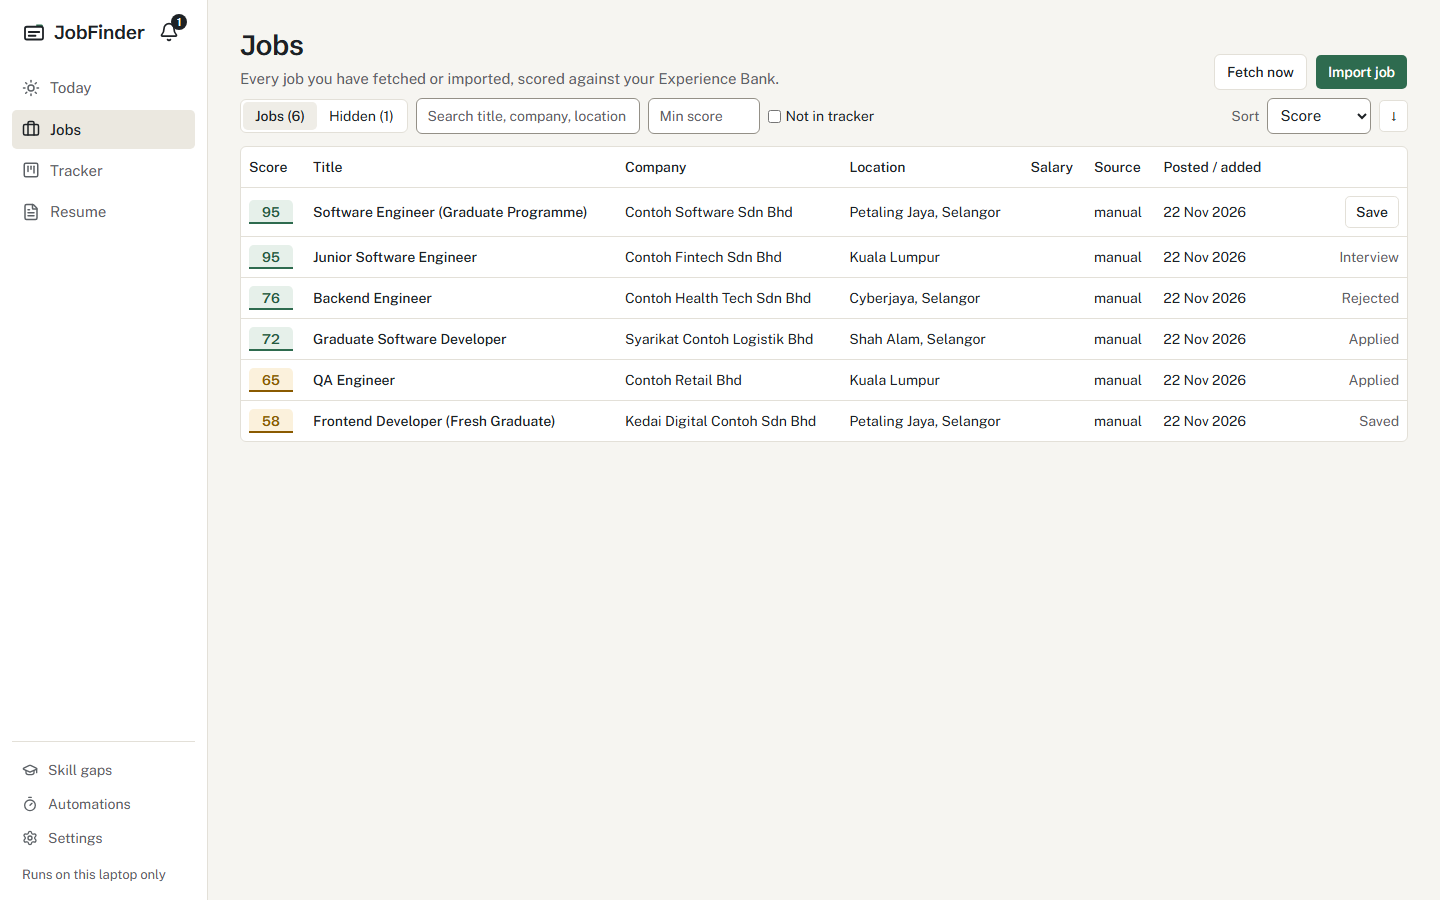 JobFinder 1
Today
Jobs
Tracker
Resume
Skill gaps
Automations
Settings
Runs on this laptop only
Jobs
Every job you have fetched or imported, scored against your Experience Bank.
Fetch now Import job
Jobs (6) Hidden (1) Search title, company, location Min score Not in tracker Sort Score ↓
Score Title Company Location Salary Source Posted / added
95 Software Engineer (Graduate Programme) Contoh Software Sdn Bhd Petaling Jaya, Selangor manual 22 Nov 2026 Save
95 Junior Software Engineer Contoh Fintech Sdn Bhd Kuala Lumpur manual 22 Nov 2026 Interview
76 Backend Engineer Contoh Health Tech Sdn Bhd Cyberjaya, Selangor manual 22 Nov 2026 Rejected
72 Graduate Software Developer Syarikat Contoh Logistik Bhd Shah Alam, Selangor manual 22 Nov 2026 Applied
65 QA Engineer Contoh Retail Bhd Kuala Lumpur manual 22 Nov 2026 Applied
58 Frontend Developer (Fresh Graduate) Kedai Digital Contoh Sdn Bhd Petaling Jaya, Selangor manual 22 Nov 2026 Saved